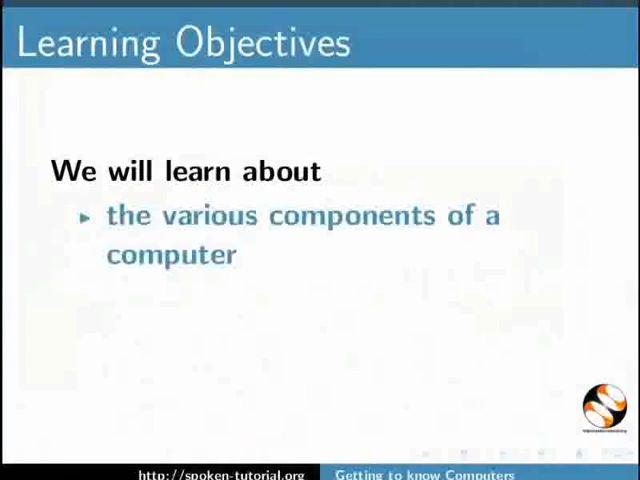 Learning Objectives
We will learn about
the various components of a
computer
http://spoken-tutorial.org
Getting to know Computers